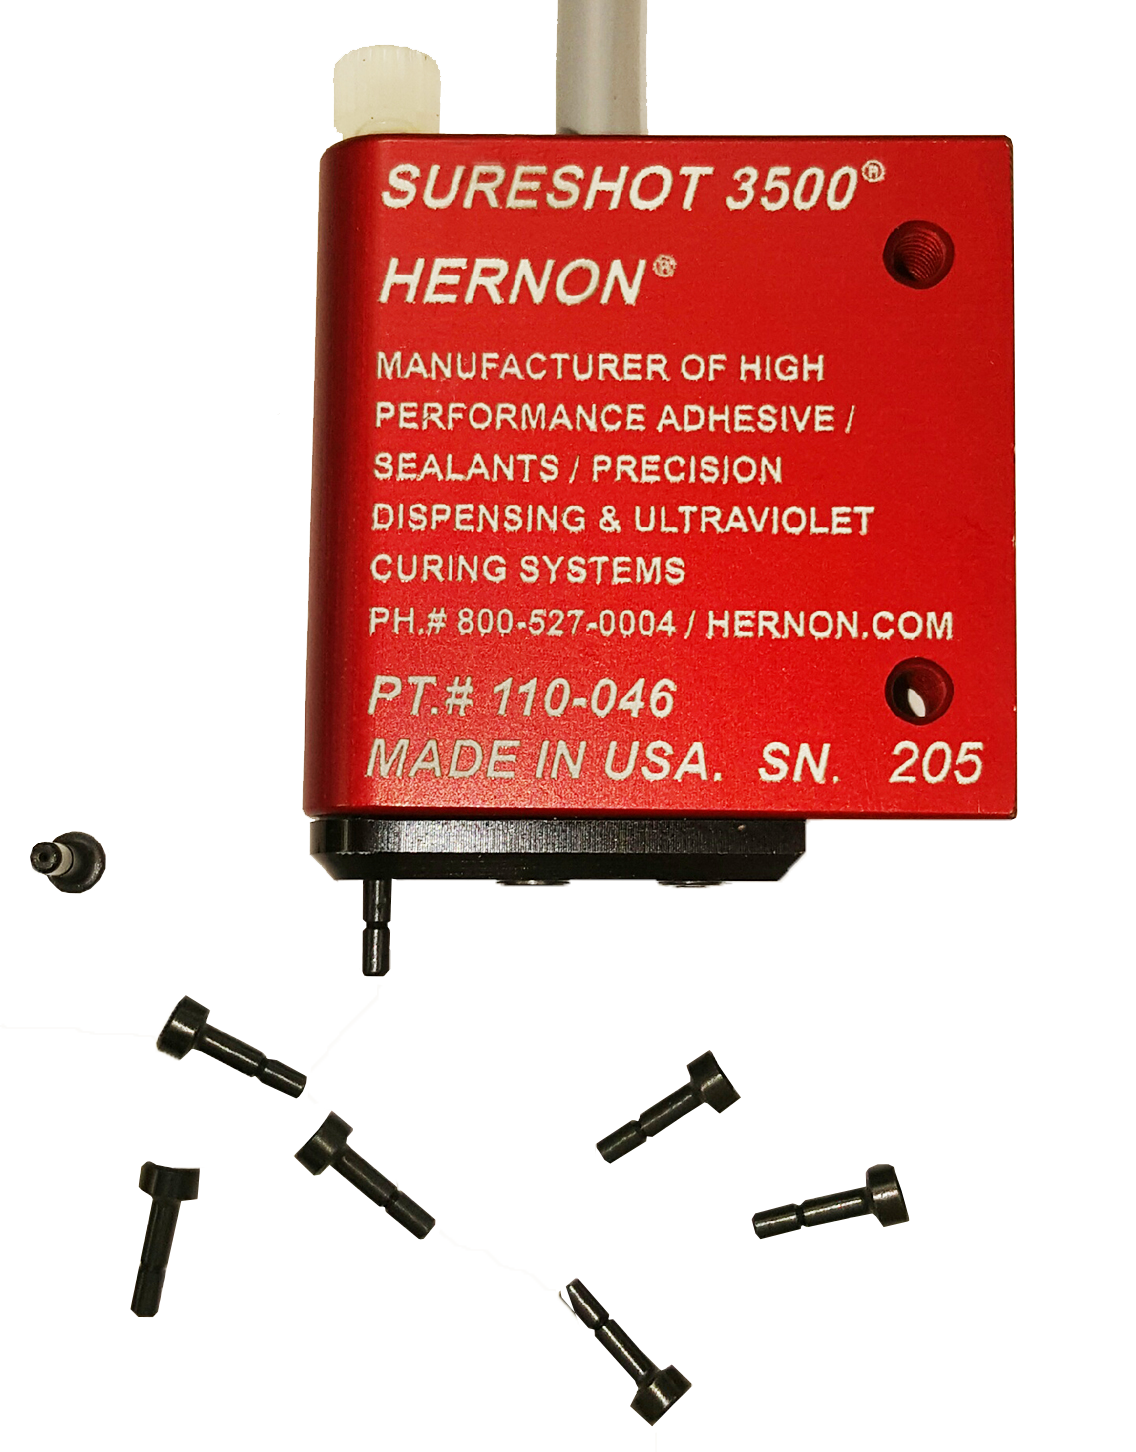 SURESHOT 3500®
HERNON®
MANUFACTURER OF HIGH
PERFORMANCE ADHESIVE /
SEALANTS / PRECISION
DISPENSING & ULTRAVIOLET
CURING SYSTEMS
PH.# 800-527-0004 / HERNON.COM
PT.# 110-046
MADE IN USA. SN. 205